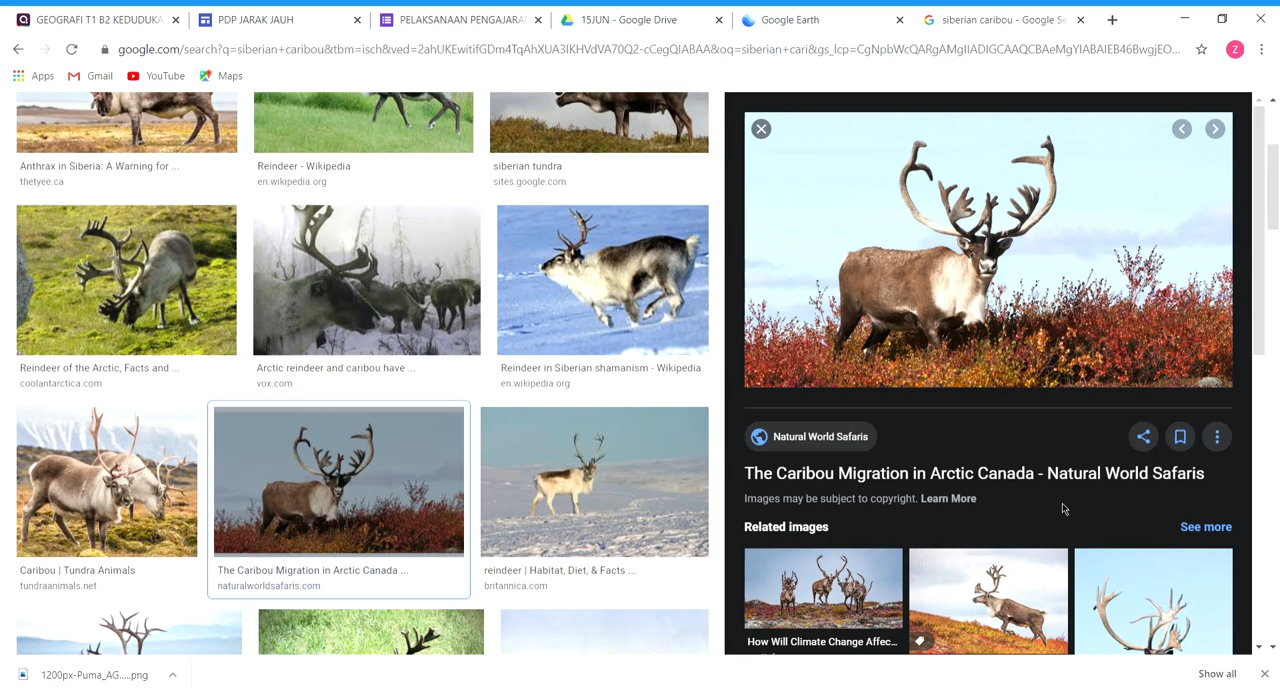 GEOGRAFI T1 B2 KEDUDUKA
PDP JARAK JAUH
PELAKSANAAN PENGAJARA
15JUN - Google Drive
Google Earth
siberian caribou - Google Se
google.com/search?q=siberian+caribou&tbm=isch&ved=2ahUKEwitifGDm4TqAhXUA3IKHVdVA70Q2-cCegQIABAA&oq=siberian+cari&gs_lcp=CgNpbWcQARgAMgIIADIGCAAQCBAeMgYIABAIEB46BwgjEO...
Z
Apps
Gmail
YouTube
Maps
Anthrax in Siberia: A Warning for ...
thetyee.ca
Reindeer - Wikipedia
en.wikipedia.org
siberian tundra
sites.google.com
Reindeer of the Arctic, Facts and ...
coolantarctica.com
Arctic reindeer and caribou have ...
vox.com
Reindeer in Siberian shamanism - Wikipedia
en.wikipedia.org
Caribou | Tundra Animals
tundraanimals.net
The Caribou Migration in Arctic Canada ...
naturalworldsafaris.com
reindeer | Habitat, Diet, & Facts ...
britannica.com
Natural World Safaris
The Caribou Migration in Arctic Canada - Natural World Safaris
Images may be subject to copyright. Learn More
Related images
See more
How Will Climate Change Affec...
1200px-Puma_AG.....png
Show all